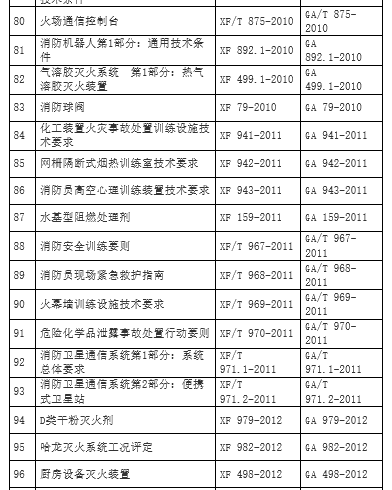 技术条件
80 火场通信控制台 XF/T 875-2010 GA/T 875-
2010
81 消防机器人第1部分：通用技术条
件 XF 892.1-2010 GA
892.1-2010
82 气溶胶灭火系统　第1部分：热气
溶胶灭火装置 XF 499.1-2010 GA
499.1-2010
83 消防球阀 XF 79-2010 GA 79-2010
84 化工装置火灾事故处置训练设施技
术要求 XF 941-2011 GA 941-2011
85 网栅隔断式烟热训练室技术要求 XF 942-2011 GA 942-2011
86 消防员高空心理训练装置技术要求 XF 943-2011 GA 943-2011
87 水基型阻燃处理剂 XF 159-2011 GA 159-2011
88 消防安全训练要则 XF/T 967-2011 GA/T 967-
2011
89 消防员现场紧急救护指南 XF/T 968-2011 GA/T 968-
2011
90 火幕墙训练设施技术要求 XF/T 969-2011 GA/T 969-
2011
91 危险化学品泄露事故处置行动要则 XF/T 970-2011 GA/T 970-
2011
92 消防卫星通信系统第1部分：系统
总体要求 XF/T
971.1-2011 GA/T
971.1-2011
93 消防卫星通信系统第2部分：便携
式卫星站 XF/T
971.2-2011 GA/T
971.2-2011
94 D类干粉灭火剂 XF 979-2012 GA 979-2012
95 哈龙灭火系统工况评定 XF 982-2012 GA 982-2012
96 厨房设备灭火装置 XF 498-2012 GA 498-2012